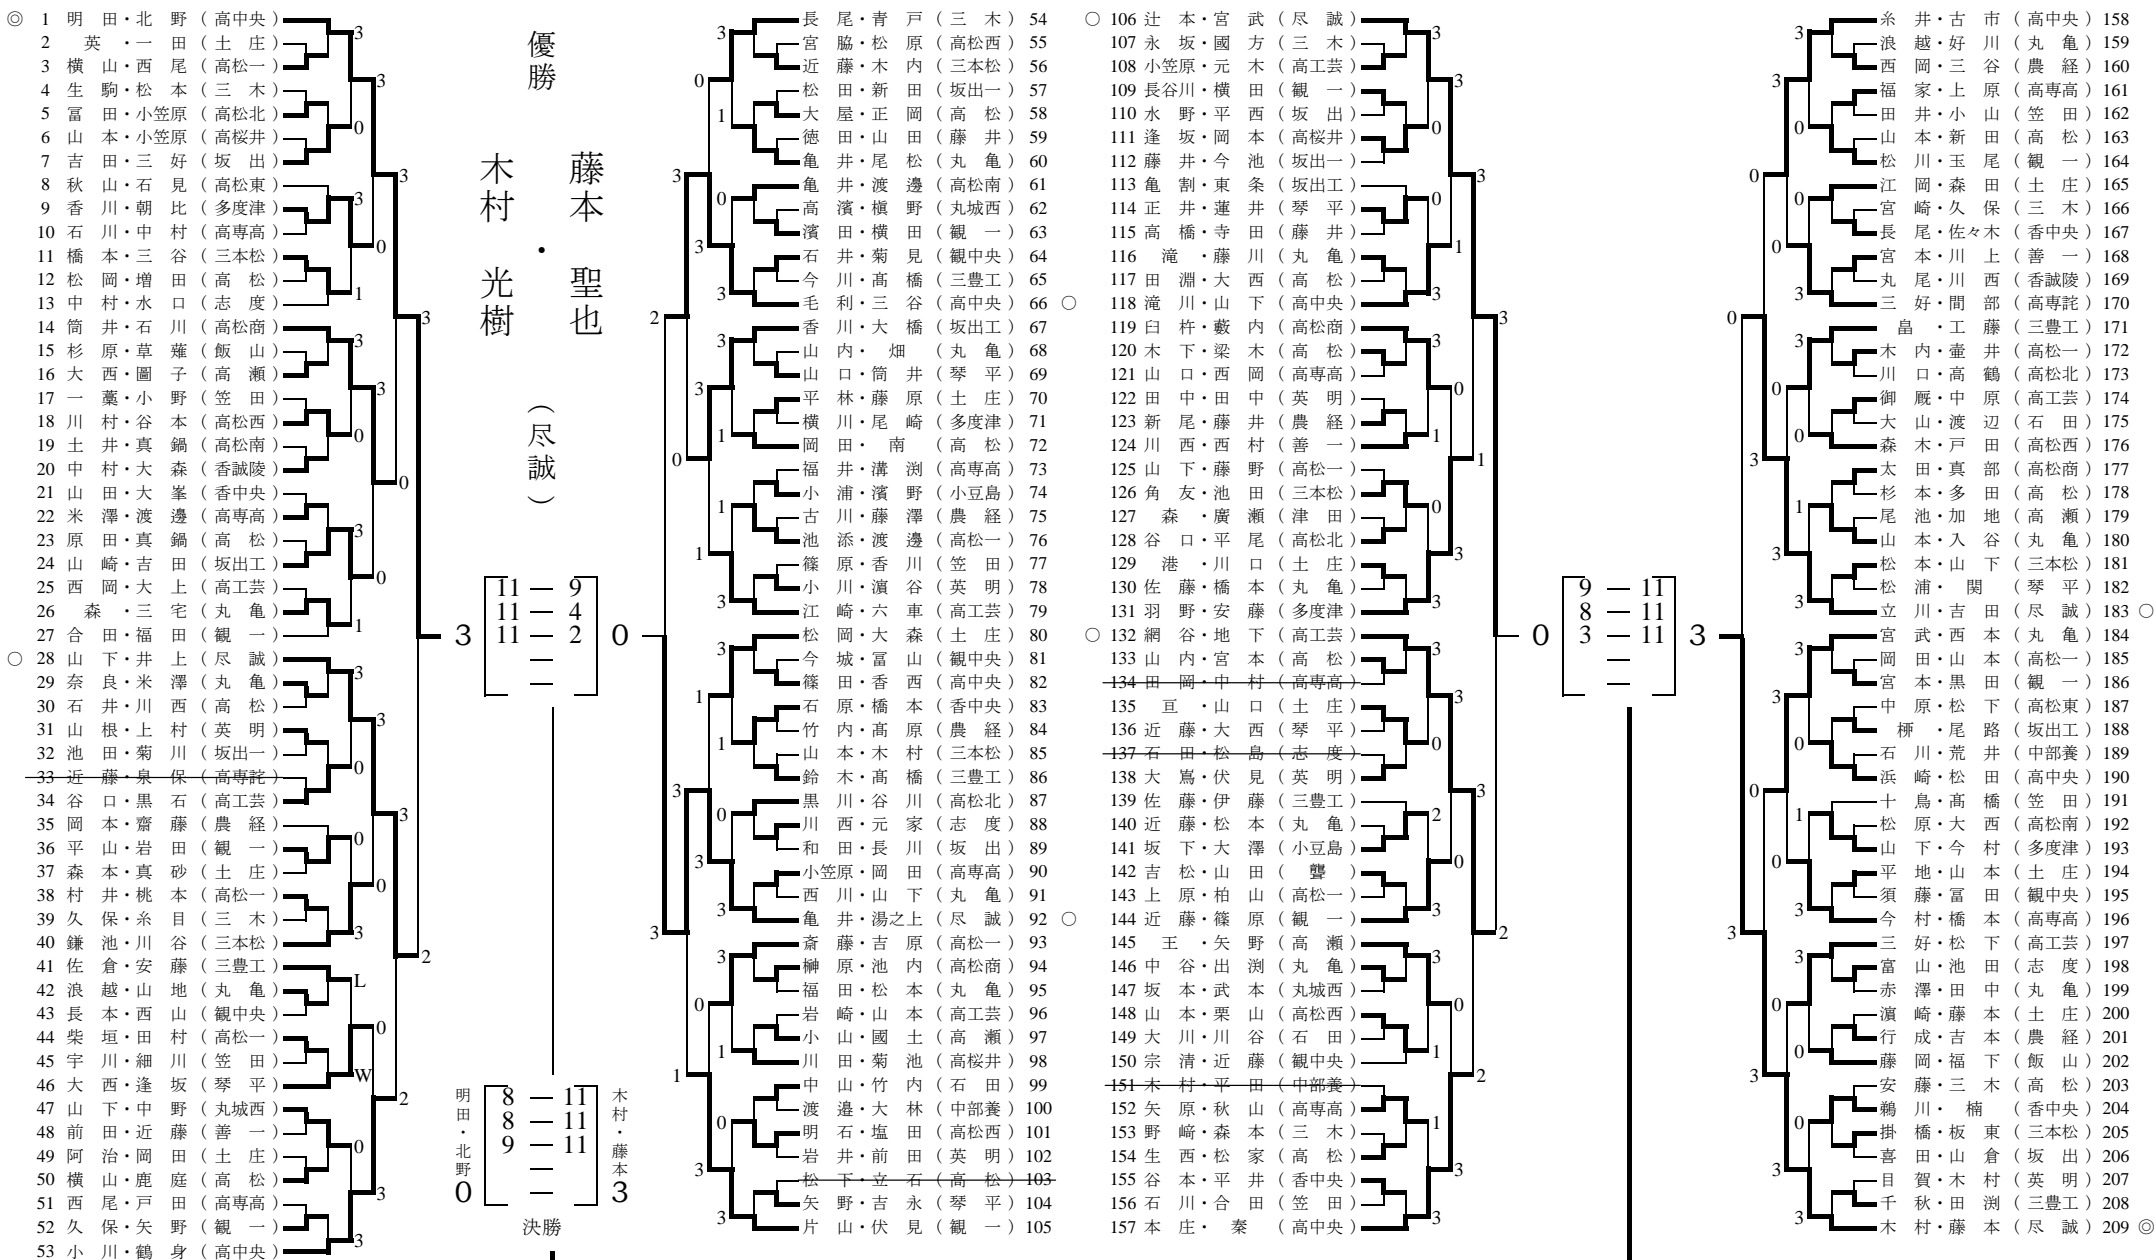 ◎ 1 明田・北野（高中央）
2 英・一田（土庄）
3 横山・西尾（高松一）
4 生駒・松本（三木）
5 冨田・小笠原（高松北）
6 山本・小笠原（高桜井）
7 吉田・三好（坂出）
8 秋山・石見（高松東）
9 香川・朝比（多度津）
10 石川・中村（高専高）
11 橋本・三谷（三本松）
12 松岡・増田（高松）
13 中村・水口（志度）
14 筒井・石川（高松商）
15 杉原・草薙（飯山）
16 大西・圖子（高瀬）
17 一藁・小野（笠田）
18 川村・谷本（高松西）
19 土井・真鍋（高松南）
20 中村・大森（香誠陵）
21 山田・大峯（香中央）
22 米澤・渡邊（高専高）
23 原田・真鍋（高松）
24 山崎・吉田（坂出工）
25 西岡・大上（高工芸）
26 森・三宅（丸亀）
27 合田・福田（観一）
○ 28 山下・井上（尽誠）
29 奈良・米澤（丸亀）
30 石井・川西（高松）
31 山根・上村（英明）
32 池田・菊川（坂出一）
33 近藤・泉保（高専詫）
34 谷口・黒石（高工芸）
35 岡本・齋藤（農経）
36 平山・岩田（観一）
37 森本・真砂（土庄）
38 村井・桃本（高松一）
39 久保・糸目（三木）
40 鎌池・川谷（三本松）
41 佐倉・安藤（三豊工）
42 浪越・山地（丸亀）
43 長本・西山（観中央）
44 柴垣・田村（高松一）
45 宇川・細川（笠田）
46 大西・逢坂（琴平）
47 山下・中野（丸城西）
48 前田・近藤（善一）
49 阿治・岡田（土庄）
50 横山・鹿庭（高松）
51 西尾・戸田（高専高）
52 久保・矢野（観一）
53 小川・鶴身（高中央）
優勝
藤本 聖也
・
木村 光樹
（尽誠）
3
11 ― 9
11 ― 4
11 ― 2
―
―
0
明田・北野 0
8 ― 11
8 ― 11
9 ― 11
―
―
木村・藤本 3
決勝
長尾・青戸（三木） 54
宮脇・松原（高松西） 55
近藤・木内（三本松） 56
松田・新田（坂出一） 57
大屋・正岡（高松） 58
徳田・山田（藤井） 59
亀井・尾松（丸亀） 60
亀井・渡邊（高松南） 61
高濱・槇野（丸城西） 62
濱田・横田（観一） 63
石井・菊見（観中央） 64
今川・髙橋（三豊工） 65
毛利・三谷（高中央） 66 ○
香川・大橋（坂出工） 67
山内・畑（丸亀） 68
山口・筒井（琴平） 69
平林・藤原（土庄） 70
横川・尾崎（多度津） 71
岡田・南（高松） 72
福井・溝渕（高専高） 73
小浦・濱野（小豆島） 74
古川・藤澤（農経） 75
池添・渡邊（高松一） 76
篠原・香川（笠田） 77
小川・濵谷（英明） 78
江崎・六車（高工芸） 79
松岡・大森（土庄） 80
今城・冨山（観中央） 81
篠田・香西（高中央） 82
石原・橋本（香中央） 83
竹内・髙原（農経） 84
山本・木村（三本松） 85
鈴木・髙橋（三豊工） 86
黒川・谷川（高松北） 87
川西・元家（志度） 88
和田・長川（坂出） 89
小笠原・岡田（高専高） 90
西川・山下（丸亀） 91
亀井・湯之上（尽誠） 92 ○
斎藤・吉原（高松一） 93
榊原・池内（高松商） 94
福田・松本（丸亀） 95
岩崎・山本（高工芸） 96
小山・國土（高瀬） 97
川田・菊池（高桜井） 98
中山・竹内（石田） 99
渡邉・大林（中部養） 100
明石・塩田（高松西） 101
岩井・前田（英明） 102
松下・立石（高松） 103
矢野・吉永（琴平） 104
片山・伏見（観一） 105
○ 106 辻本・宮武（尽誠）
107 永坂・國方（三木）
108 小笠原・元木（高工芸）
109 長谷川・横田（観一）
110 水野・平西（坂出）
111 逢坂・岡本（高桜井）
112 藤井・今池（坂出一）
113 亀割・東条（坂出工）
114 正井・蓮井（琴平）
115 高橋・寺田（藤井）
116 滝・藤川（丸亀）
117 田淵・大西（高松）
118 滝川・山下（高中央）
119 臼杵・藪内（高松商）
120 木下・梁木（高松）
121 山口・西岡（高専高）
122 田中・田中（英明）
123 新尾・藤井（農経）
124 川西・西村（善一）
125 山下・藤野（高松一）
126 角友・池田（三本松）
127 森・廣瀬（津田）
128 谷口・平尾（高松北）
129 港・川口（土庄）
130 佐藤・橋本（丸亀）
131 羽野・安藤（多度津）
○ 132 網谷・地下（高工芸）
133 山内・宮本（高松）
134 田岡・中村（高専高）
135 亘・山口（土庄）
136 近藤・大西（琴平）
137 石田・松島（志度）
138 大嶌・伏見（英明）
139 佐藤・伊藤（三豊工）
140 近藤・松本（丸亀）
141 坂下・大澤（小豆島）
142 吉松・山田（聾）
143 上原・柏山（高松一）
144 近藤・篠原（観一）
145 王・矢野（高瀬）
146 中谷・出渕（丸亀）
147 坂本・武本（丸城西）
148 山本・栗山（高松西）
149 大川・川谷（石田）
150 宗清・近藤（観中央）
151 木村・平田（中部養）
152 矢原・秋山（高専高）
153 野﨑・森本（三木）
154 生西・松家（高松）
155 谷本・平井（香中央）
156 石川・合田（笠田）
157 本庄・秦（高中央）
0
9 ― 11
8 ― 11
3 ― 11
―
―
3
糸井・古市（高中央） 158
浪越・好川（丸亀） 159
西岡・三谷（農経） 160
福家・上原（高専高） 161
田井・小山（笠田） 162
山本・新田（高松） 163
松川・玉尾（観一） 164
江岡・森田（土庄） 165
宮崎・久保（三木） 166
長尾・佐々木（香中央） 167
宮本・川上（善一） 168
丸尾・川西（香誠陵） 169
三好・間部（高専詫） 170
畠・工藤（三豊工） 171
木内・壷井（高松一） 172
川口・高鶴（高松北） 173
御厩・中原（高工芸） 174
大山・渡辺（石田） 175
森木・戸田（高松西） 176
太田・真部（高松商） 177
杉本・多田（高松） 178
尾池・加地（高瀬） 179
山本・入谷（丸亀） 180
松本・山下（三本松） 181
松浦・関（琴平） 182
立川・吉田（尽誠） 183 ○
宮武・西本（丸亀） 184
岡田・山本（高松一） 185
宮本・黒田（観一） 186
中原・松下（高松東） 187
・尾路（坂出工） 188
石川・荒井（中部養） 189
浜崎・松田（高中央） 190
十鳥・髙橋（笠田） 191
松原・大西（高松南） 192
山下・今村（多度津） 193
平地・山本（土庄） 194
須藤・冨田（観中央） 195
今村・橋本（高専高） 196
三好・松下（高工芸） 197
富山・池田（志度） 198
赤澤・田中（丸亀） 199
濵崎・藤本（土庄） 200
行成・吉本（農経） 201
藤岡・福下（飯山） 202
安藤・三木（高松） 203
鵜川・楠（香中央） 204
掛橋・板東（三本松） 205
喜田・山倉（坂出） 206
目賀・木村（英明） 207
千秋・田渕（三豊工） 208
木村・藤本（尽誠） 209 ◎